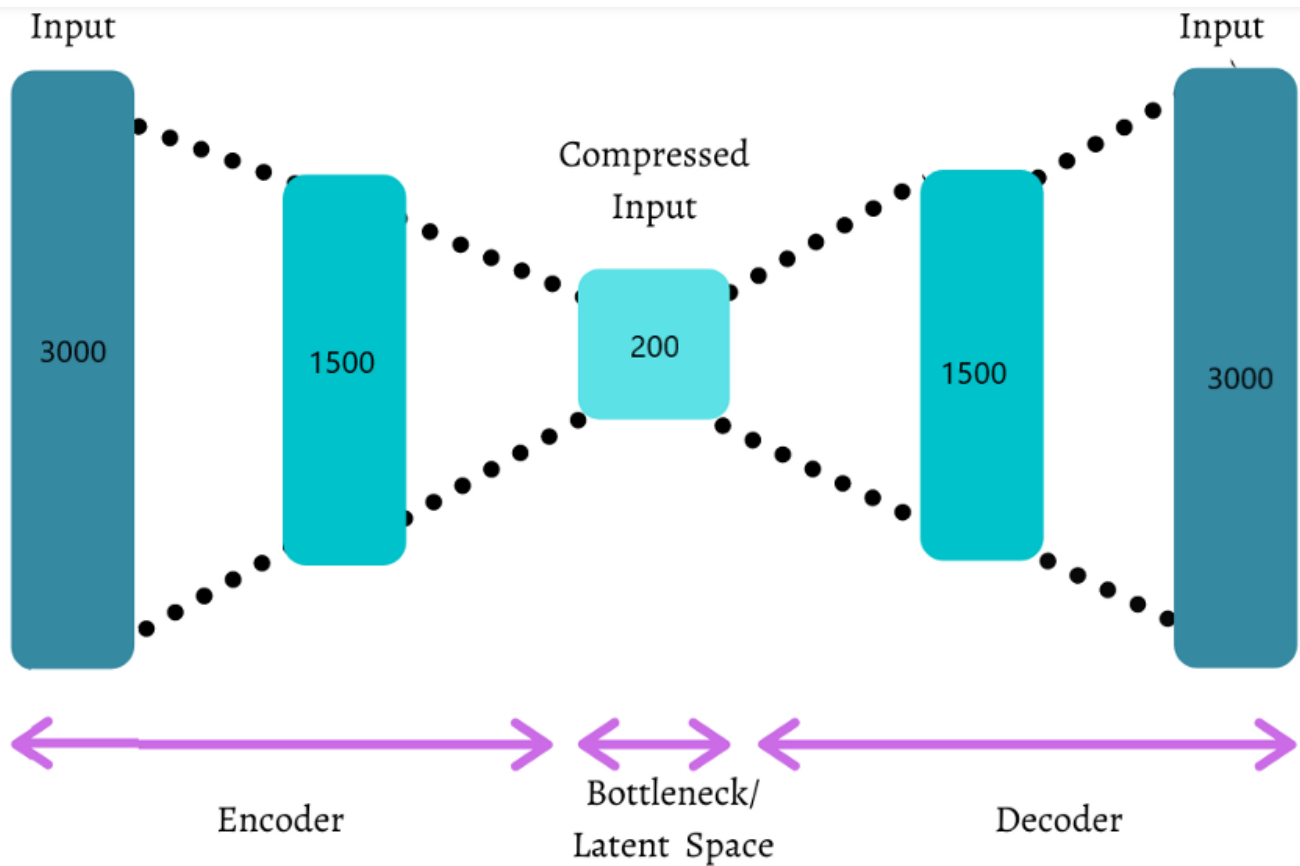 Input
Input
Compressed
Input
3000
1500
200
1500
3000
Encoder
Bottleneck/
Latent Space
Decoder